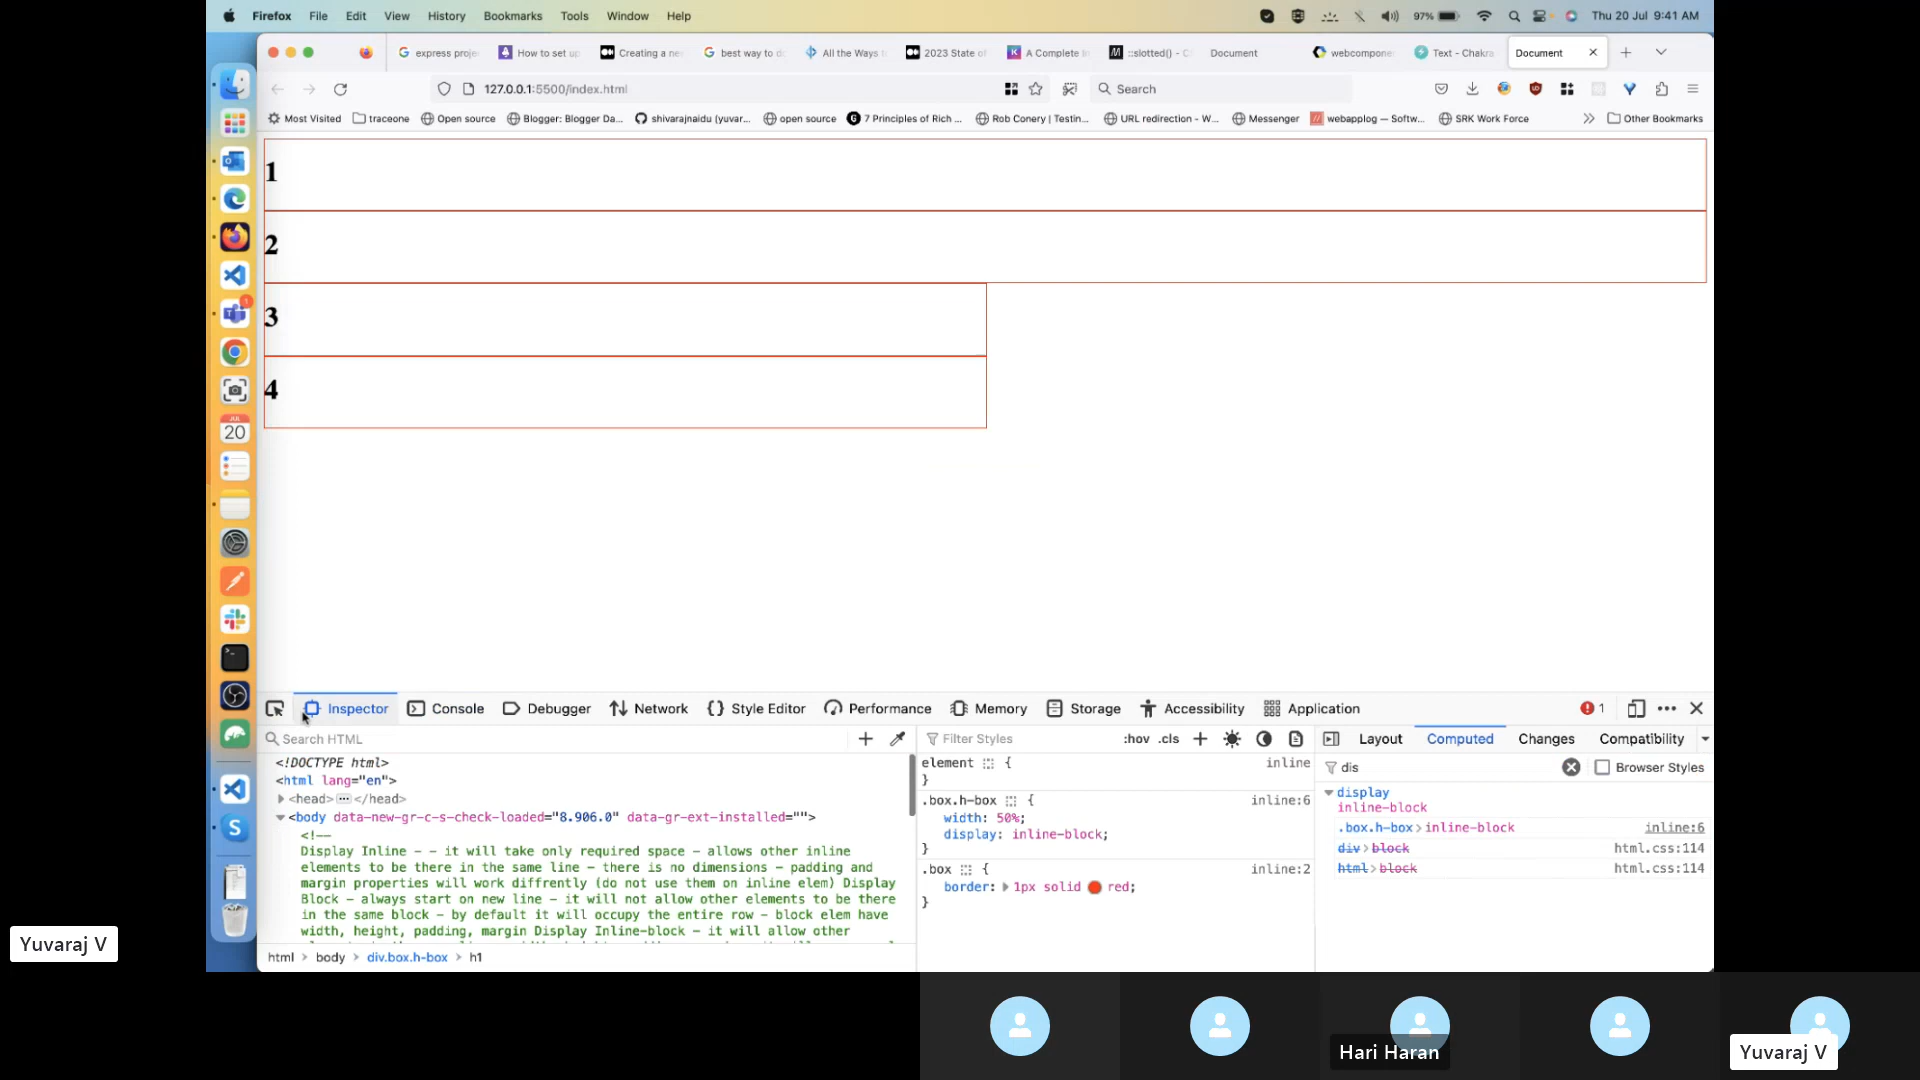 Firefox File Edit View History Bookmarks Tools Window Help 97% Thu 20 Jul 9:41 AM
express proje How to set up Creating a ne best way to d All the Ways 2023 State of A Complete ::slotted() - C Document webcompone Text - Chakra Document
127.0.0.1:5500/index.html Search
Most Visited traceone Open source Blogger: Blogger Da... shivarajnaidu (yuvar... open source 7 Principles of Rich ... Rob Conery | Testin... URL redirection - W... Messenger webapplog — Softw... SRK Work Force Other Bookmarks
1
2
3
4
JUL
20
1
S
Inspector Console Debugger Network Style Editor Performance Memory Storage Accessibility Application 1
Search HTML
<!DOCTYPE html>
<html lang="en">
<head> ••• </head>
<body data-new-gr-c-s-check-loaded="8.906.0" data-gr-ext-installed="">
<!--
Display Inline - - it will take only required space - allows other inline
elements to be there in the same line - there is no dimensions - padding and
margin properties will work diffrently (do not use them on inline elem) Display
Block - always start on new line - it will not allow other elements to be there
in the same block - by default it will occupy the entire row - block elem have
width, height, padding, margin Display Inline-block - it will allow other
html > body > div.box.h-box > h1
Filter Styles :hov .cls
element { inline
}
.box.h-box { inline:6
width: 50%;
display: inline-block;
}
.box { inline:2
border: 1px solid red;
}
Layout Computed Changes Compatibility
dis Browser Styles
display
inline-block
.box.h-box > inline-block inline:6
div > block html.css:114
html > block html.css:114
Yuvaraj V
Hari Haran
Yuvaraj V